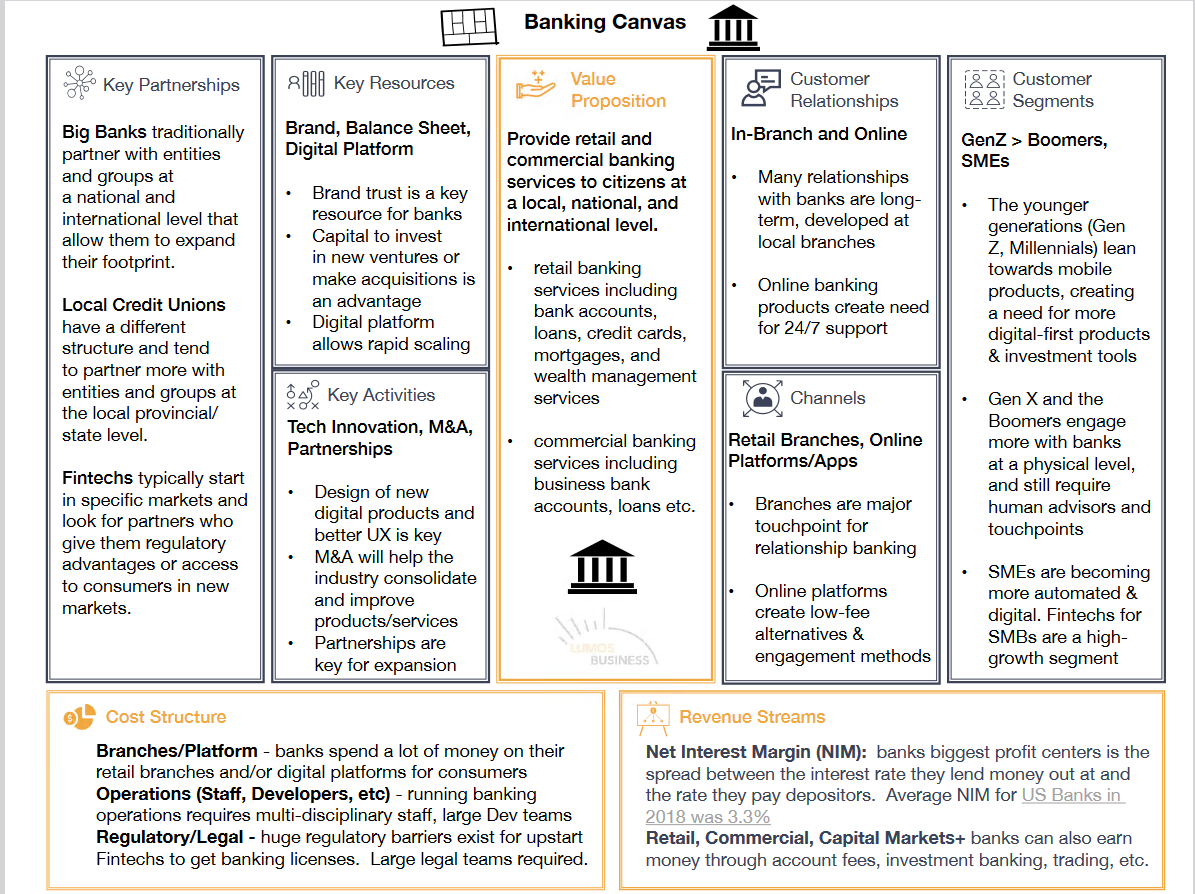 Banking Canvas
Key Partnerships
Big Banks traditionally
partner with entities
and groups at
a national and
international level that
allow them to expand
their footprint.
Local Credit Unions
have a different
structure and tend
to partner more with
entities and groups at
the local provincial/
state level.
Fintechs typically start
in specific markets and
look for partners who
give them regulatory
advantages or access
to consumers in new
markets.
Key Resources
Brand, Balance Sheet,
Digital Platform
• Brand trust is a key
resource for banks
• Capital to invest
in new ventures or
make acquisitions is
an advantage
• Digital platform
allows rapid scaling
Key Activities
Tech Innovation, M&A,
Partnerships
• Design of new
digital products and
better UX is key
• M&A will help the
industry consolidate
and improve
products/services
• Partnerships are
key for expansion
Value
Proposition
Provide retail and
commercial banking
services to citizens at
a local, national, and
international level.
• retail banking
services including
bank accounts,
loans, credit cards,
mortgages, and
wealth management
services
• commercial banking
services including
business bank
accounts, loans etc.
LUMOS
BUSINESS
Customer
Relationships
In-Branch and Online
• Many relationships
with banks are long-
term, developed at
local branches
• Online banking
products create need
for 24/7 support
Channels
Retail Branches, Online
Platforms/Apps
• Branches are major
touchpoint for
relationship banking
• Online platforms
create low-fee
alternatives &
engagement methods
Customer
Segments
GenZ > Boomers,
SMEs
• The younger
generations (Gen
Z, Millennials) lean
towards mobile
products, creating
a need for more
digital-first products
& investment tools
• Gen X and the
Boomers engage
more with banks
at a physical level,
and still require
human advisors and
touchpoints
• SMEs are becoming
more automated &
digital. Fintechs for
SMBs are a high-
growth segment
Cost Structure
Branches/Platform - banks spend a lot of money on their
retail branches and/or digital platforms for consumers
Operations (Staff, Developers, etc) - running banking
operations requires multi-disciplinary staff, large Dev teams
Regulatory/Legal - huge regulatory barriers exist for upstart
Fintechs to get banking licenses. Large legal teams required.
Revenue Streams
Net Interest Margin (NIM): banks biggest profit centers is the
spread between the interest rate they lend money out at and
the rate they pay depositors. Average NIM for US Banks in
2018 was 3.3%
Retail, Commercial, Capital Markets+ banks can also earn
money through account fees, investment banking, trading, etc.